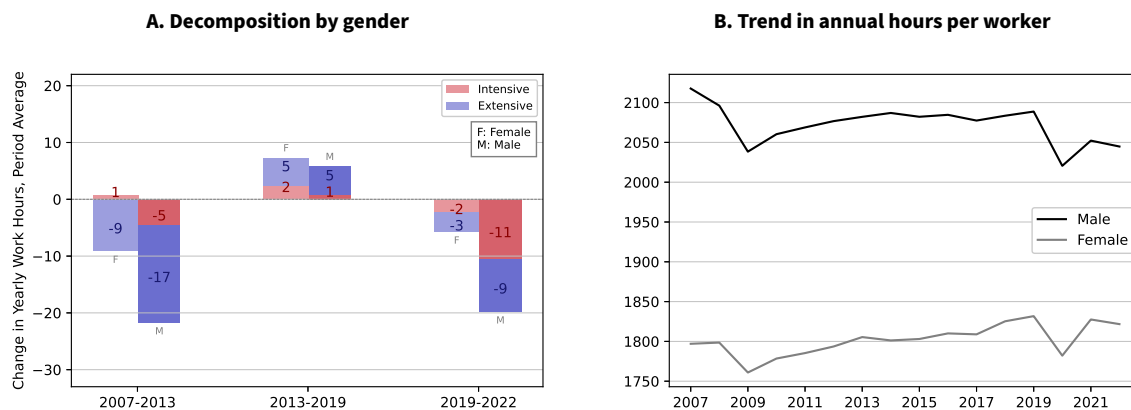 A. Decomposition by gender
Change in Yearly Work Hours, Period Average
20
10
0
−10
−20
−30
Intensive
Extensive
F: Female
M: Male
1
-9
F
-5
-17
M
F
5
2
M
5
1
-2
-3
F
-11
-9
M
2007-2013
2013-2019
2019-2022
B. Trend in annual hours per worker
2100
2050
2000
1950
1900
1850
1800
1750
Male
Female
2007
2009
2011
2013
2015
2017
2019
2021